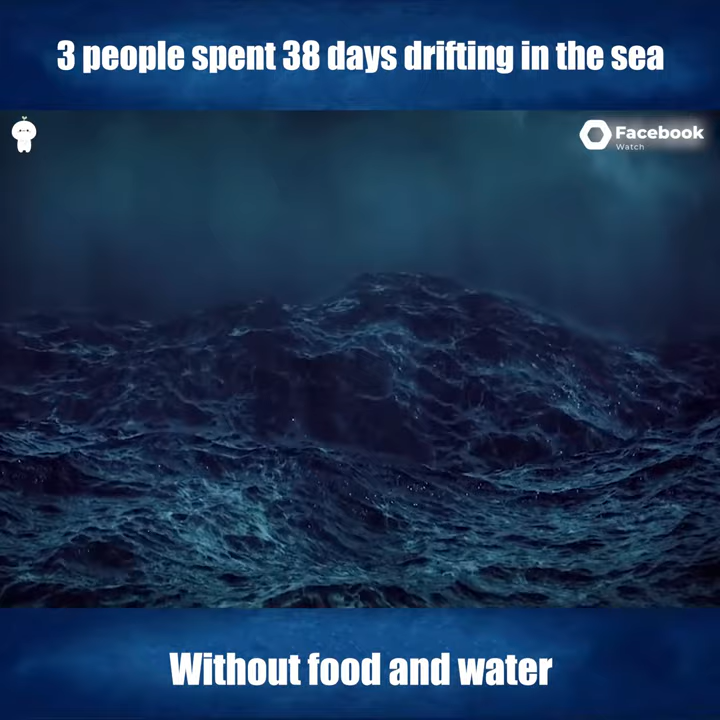 3 people spent 38 days drifting in the sea
Facebook
Watch
Without food and water